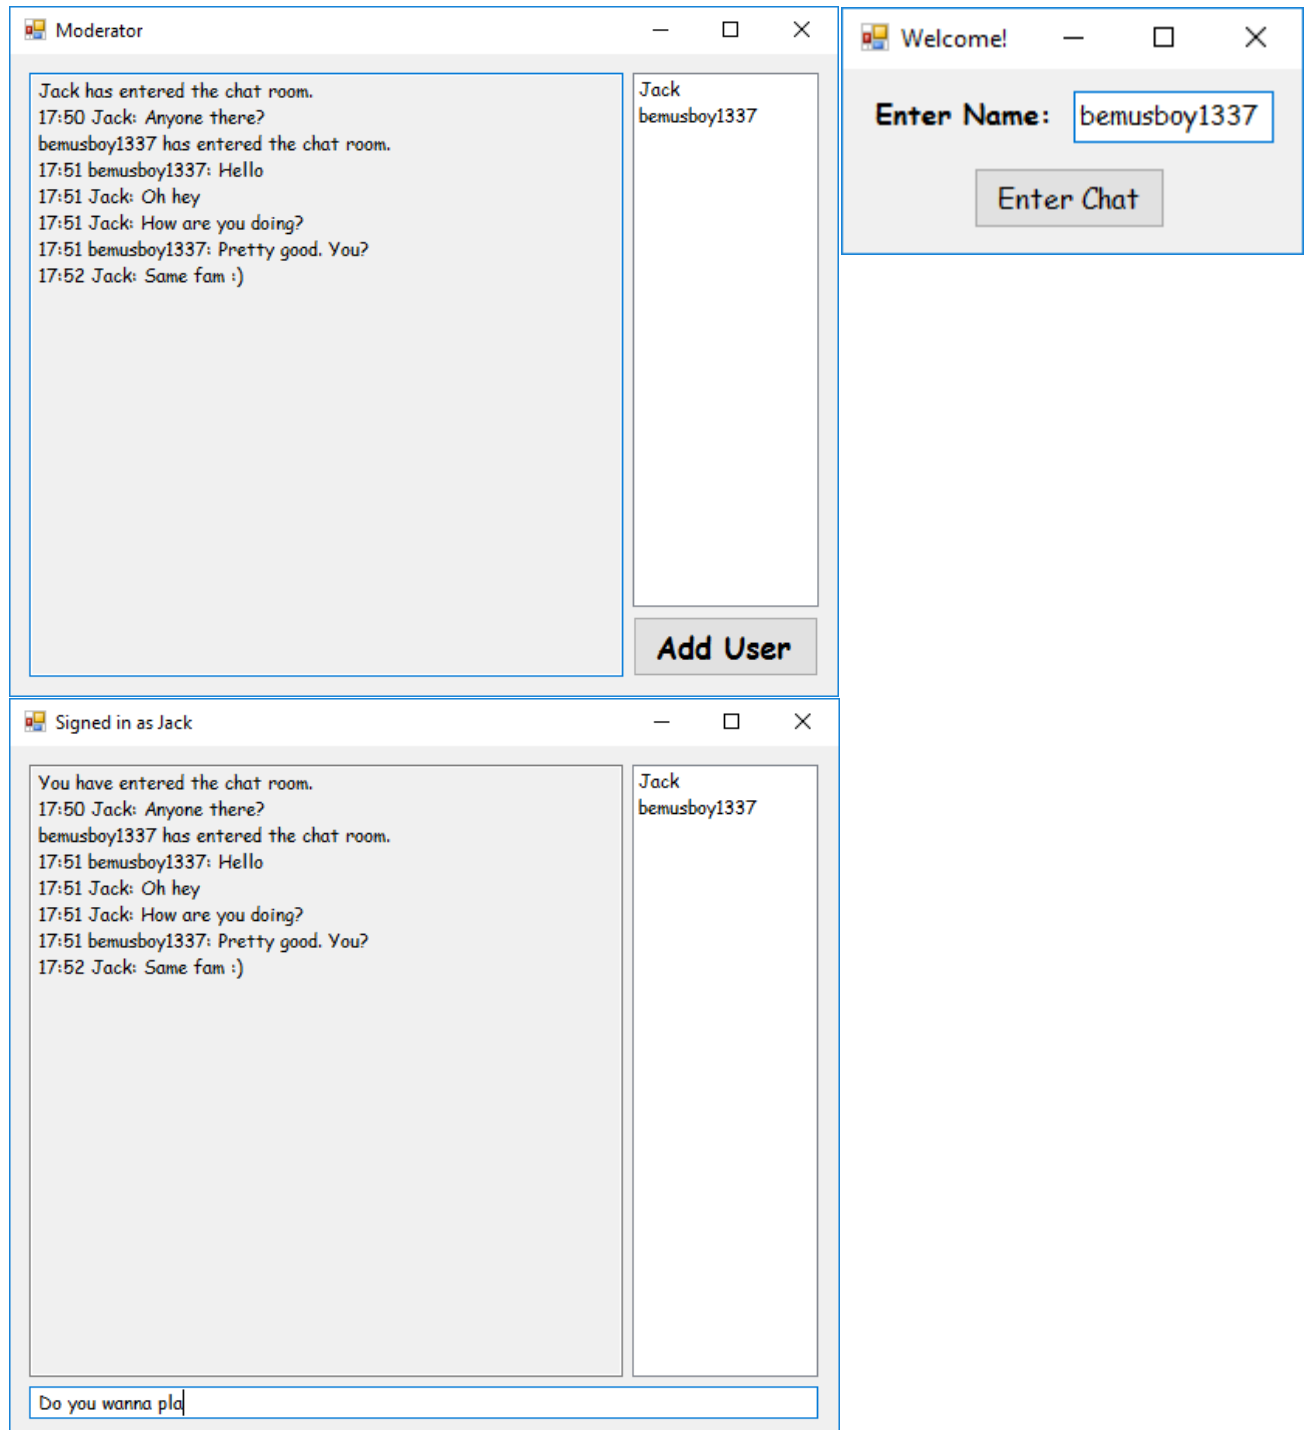 Moderator
Jack has entered the chat room.
17:50 Jack: Anyone there?
bemusboy1337 has entered the chat room.
17:51 bemusboy1337: Hello
17:51 Jack: Oh hey
17:51 Jack: How are you doing?
17:51 bemusboy1337: Pretty good. You?
17:52 Jack: Same fam :)
Jack
bemusboy1337
Add User
Welcome!
Enter Name: bemusboy1337
Enter Chat
Signed in as Jack
You have entered the chat room.
17:50 Jack: Anyone there?
bemusboy1337 has entered the chat room.
17:51 bemusboy1337: Hello
17:51 Jack: Oh hey
17:51 Jack: How are you doing?
17:51 bemusboy1337: Pretty good. You?
17:52 Jack: Same fam :)
Jack
bemusboy1337
Do you wanna pla